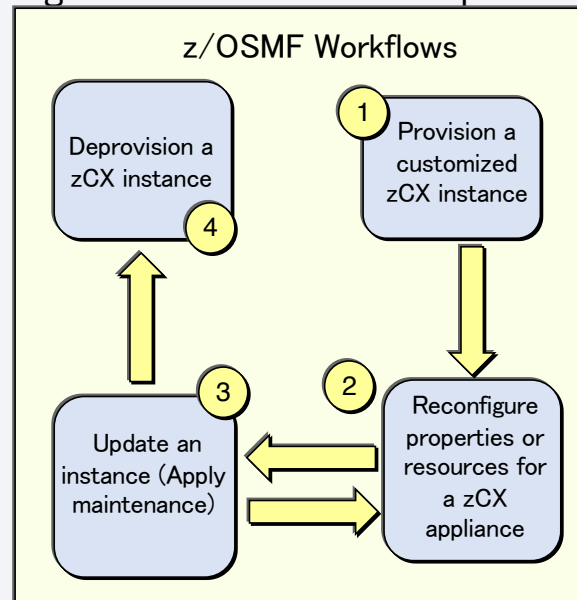 z/OSMF Workflows
1
Provision a
customized
zCX instance
2
Reconfigure
properties or
resources for
a zCX
appliance
3
Update an
instance (Apply
maintenance)
4
Deprovision a
zCX instance